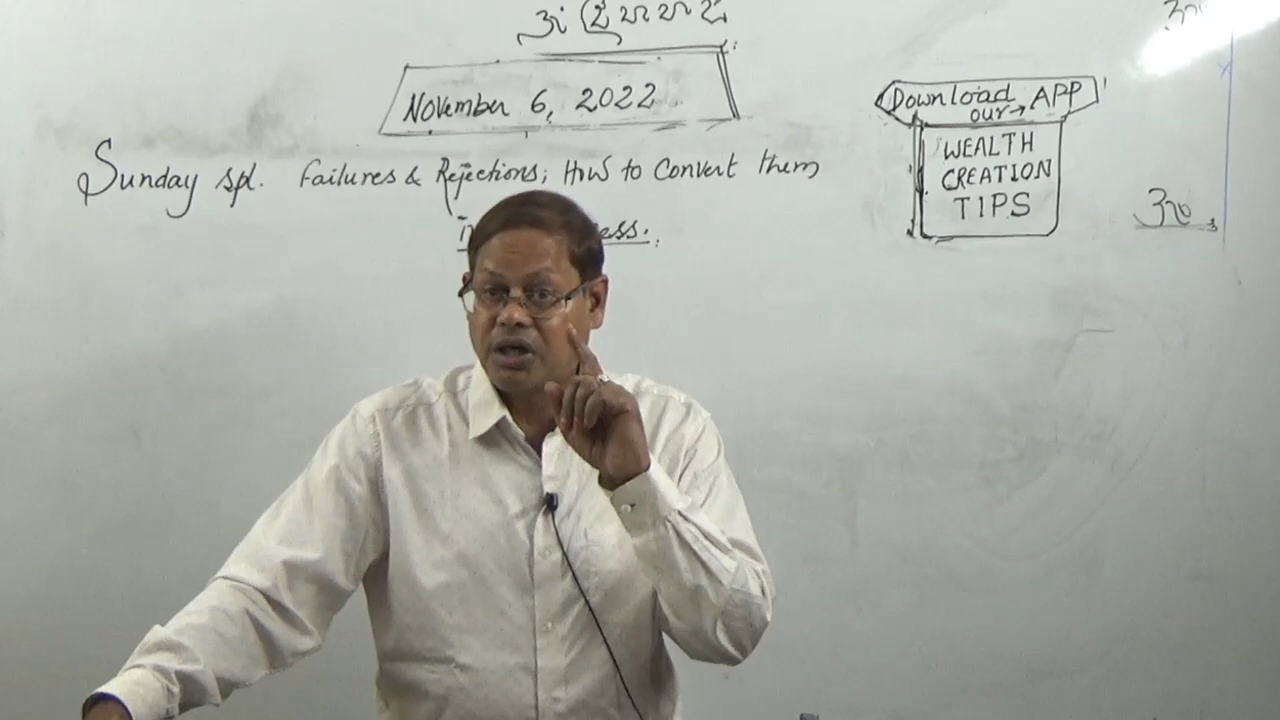 November 6, 2022
Download
our → APP
WEALTH
CREATION
TIPS
Sunday spl. Failures & Rejections; How to Convert them